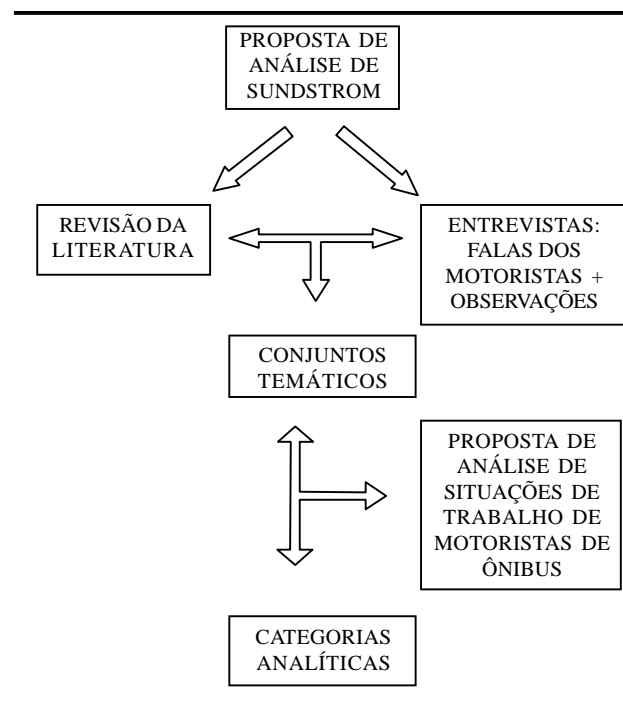 PROPOSTA DE
ANÁLISE DE
SUNDSTROM
REVISÃO DA
LITERATURA
ENTREVISTAS:
FALAS DOS
MOTORISTAS +
OBSERVAÇÕES
CONJUNTOS
TEMÁTICOS
PROPOSTA DE
ANÁLISE DE
SITUAÇÕES DE
TRABALHO DE
MOTORISTAS DE
ÔNIBUS
CATEGORIAS
ANALÍTICAS